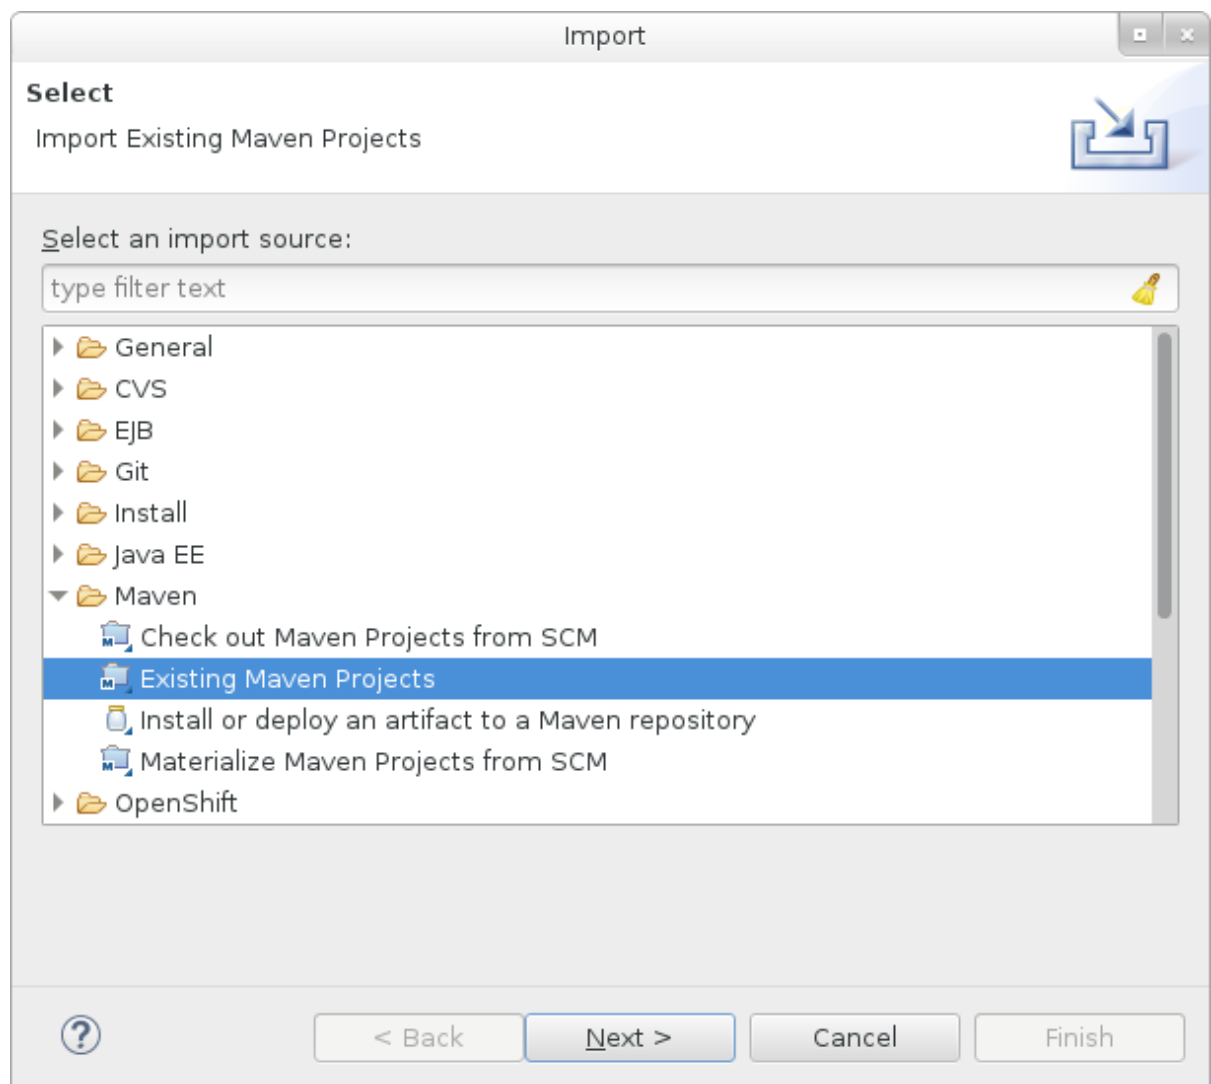 Import
Select
Import Existing Maven Projects
Select an import source:
type filter text
General
CVS
EJB
Git
Install
Java EE
Maven
Check out Maven Projects from SCM
Existing Maven Projects
Install or deploy an artifact to a Maven repository
Materialize Maven Projects from SCM
OpenShift
? < Back Next > Cancel Finish